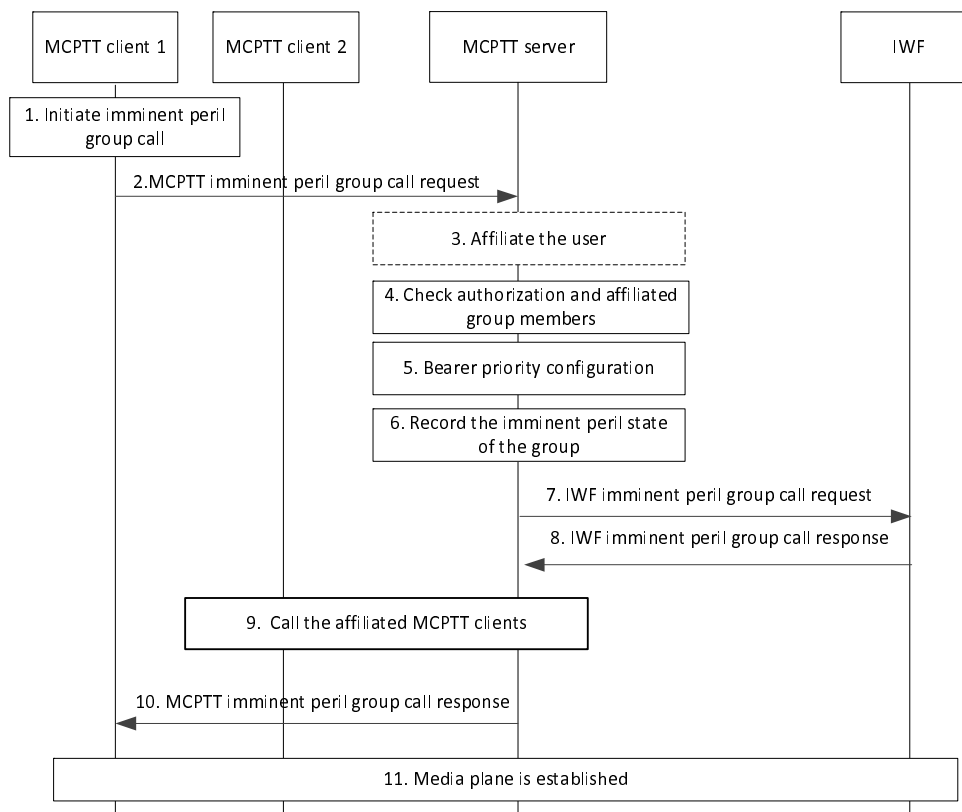 MCPTT client 1
MCPTT client 2
MCPTT server
IWF
1. Initiate imminent peril
group call
2.MCPTT imminent peril group call request
3. Affiliate the user
4. Check authorization and affiliated
group members
5. Bearer priority configuration
6. Record the imminent peril state
of the group
7. IWF imminent peril group call request
8. IWF imminent peril group call response
9. Call the affiliated MCPTT clients
10. MCPTT imminent peril group call response
11. Media plane is established